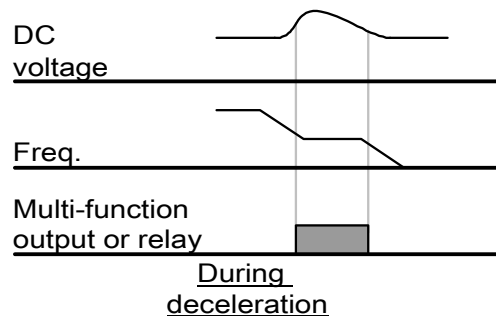 DC
voltage
Freq.
Multi-function
output or relay
During
deceleration